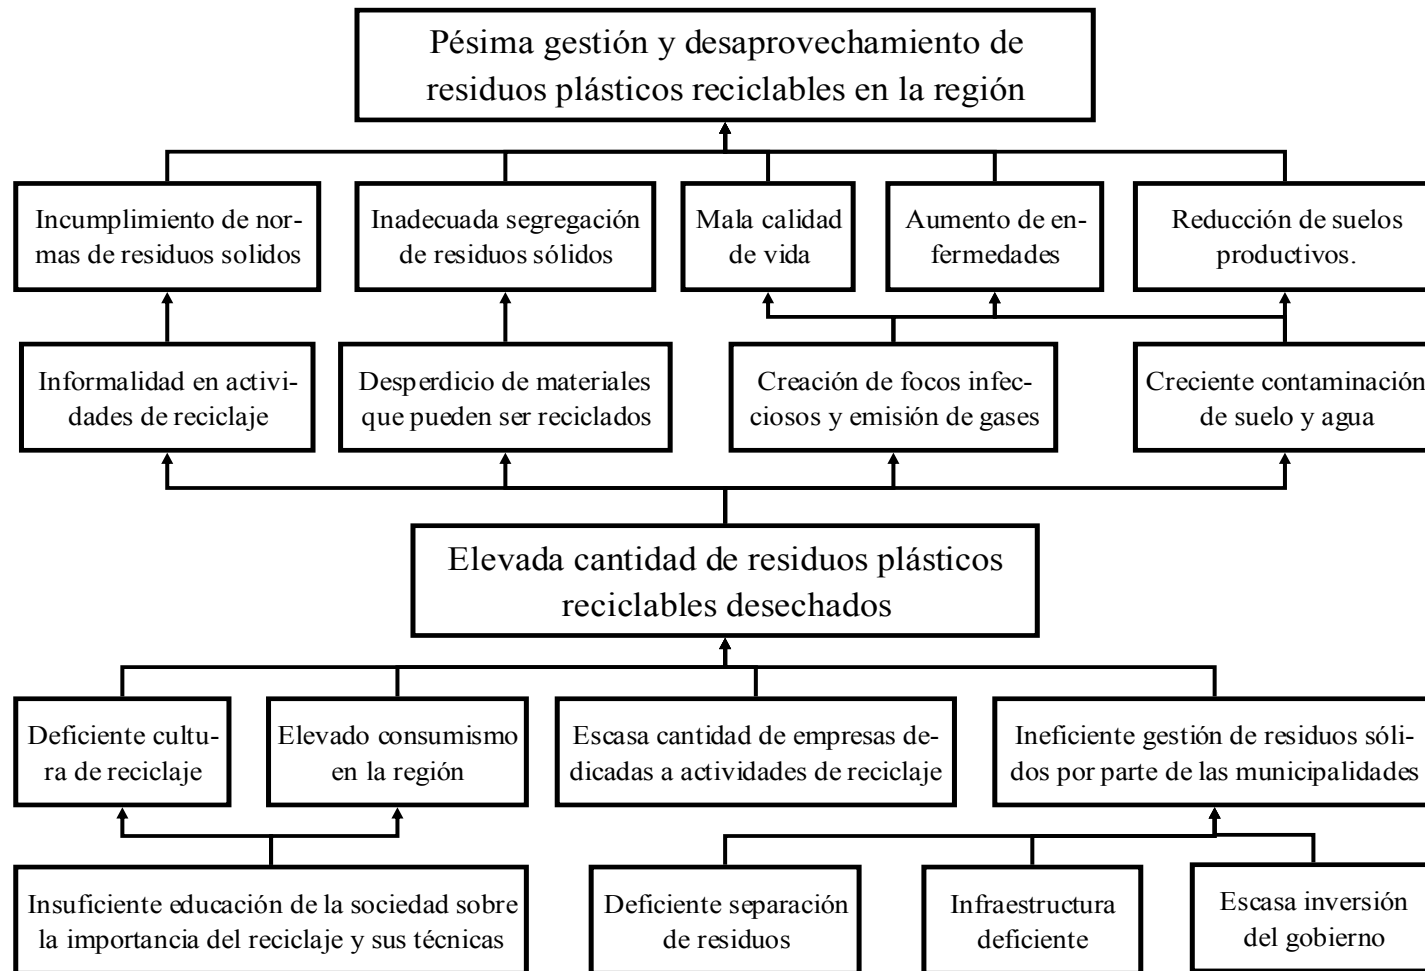 Pésima gestión y desaprovechamiento de
residuos plásticos reciclables en la región
Incumplimiento de nor-
mas de residuos solidos
Inadecuada segregación
de residuos sólidos
Mala calidad
de vida
Aumento de en-
fermedades
Reducción de suelos
productivos.
Informalidad en activi-
dades de reciclaje
Desperdicio de materiales
que pueden ser reciclados
Creación de focos infec-
ciosos y emisión de gases
Creciente contaminación
de suelo y agua
Elevada cantidad de residuos plásticos
reciclables desechados
Deficiente cultu-
ra de reciclaje
Elevado consumismo
en la región
Escasa cantidad de empresas de-
dicadas a actividades de reciclaje
Ineficiente gestión de residuos sóli-
dos por parte de las municipalidades
Insuficiente educación de la sociedad sobre
la importancia del reciclaje y sus técnicas
Deficiente separación
de residuos
Infraestructura
deficiente
Escasa inversión
del gobierno